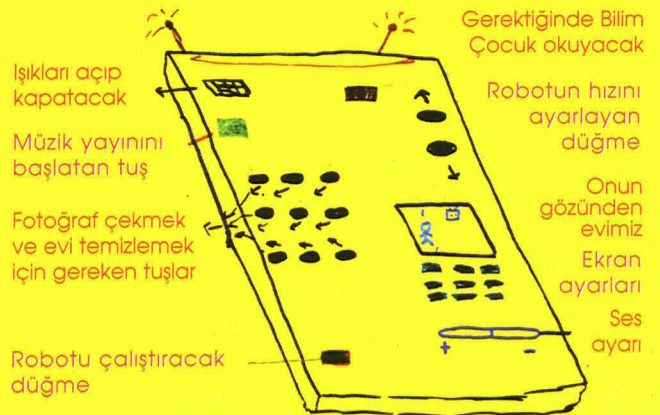 Gerektiğinde Bilim
Çocuk okuyacak
Işıkları açıp
kapatacak
Robotun hızını
ayarlayan
düğme
Müzik yayınını
başlatan tuş
Onun
gözünden
evimiz
Fotoğraf çekmek
ve evi temizlemek
için gereken tuşlar
OK
Ekran
ayarları
Ses
ayarı
+ -
Robotu çalıştıracak
düğme